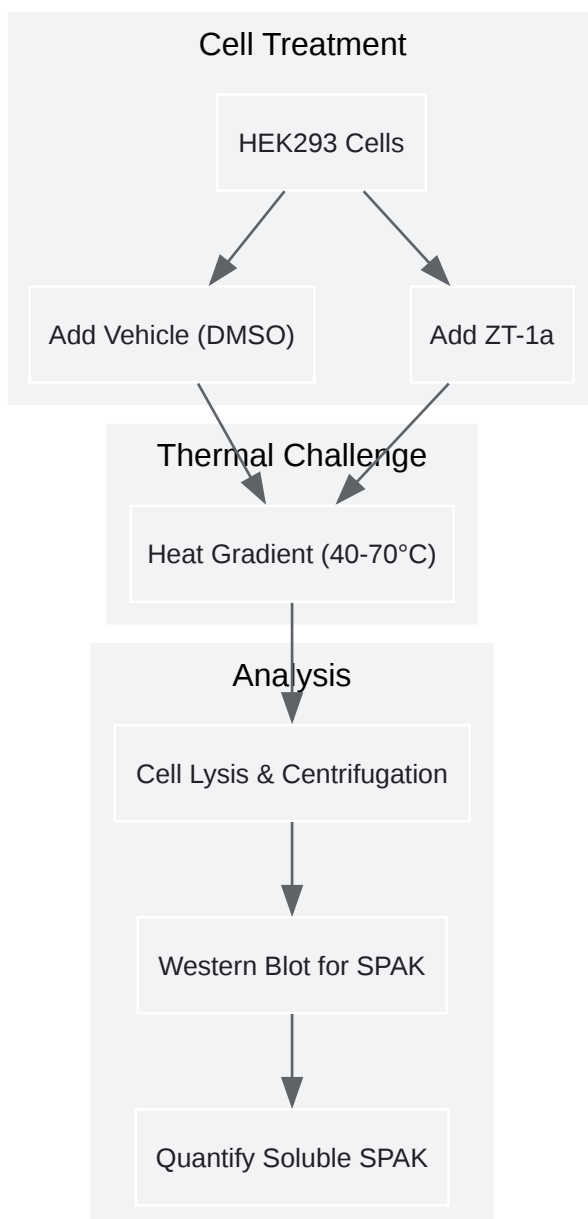 Cell Treatment
HEK293 Cells
Add Vehicle (DMSO)
Add ZT-1a
Thermal Challenge
Heat Gradient (40-70°C)
Analysis
Cell Lysis & Centrifugation
Western Blot for SPAK
Quantify Soluble SPAK